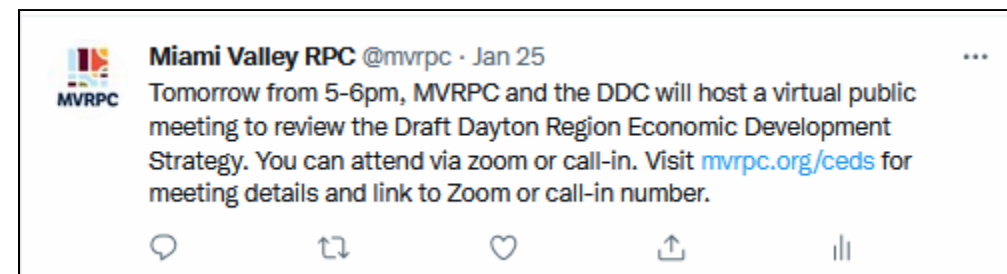 Miami Valley RPC @mvrpc · Jan 25
Tomorrow from 5-6pm, MVRPC and the DDC will host a virtual public
meeting to review the Draft Dayton Region Economic Development
Strategy. You can attend via zoom or call-in. Visit mvrpc.org/ceds for
meeting details and link to Zoom or call-in number.
MVRPC